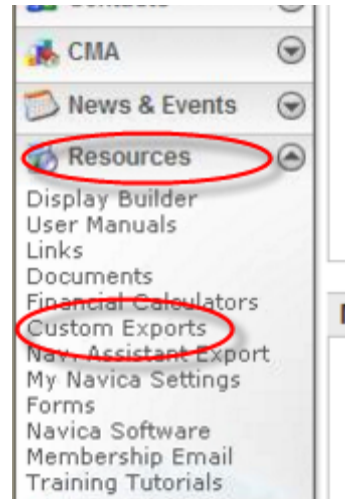 CMA
News & Events
Resources
Display Builder
User Manuals
Links
Documents
Financial Calculators
Custom Exports
Navi Assistant Export
My Navica Settings
Forms
Navica Software
Membership Email
Training Tutorials